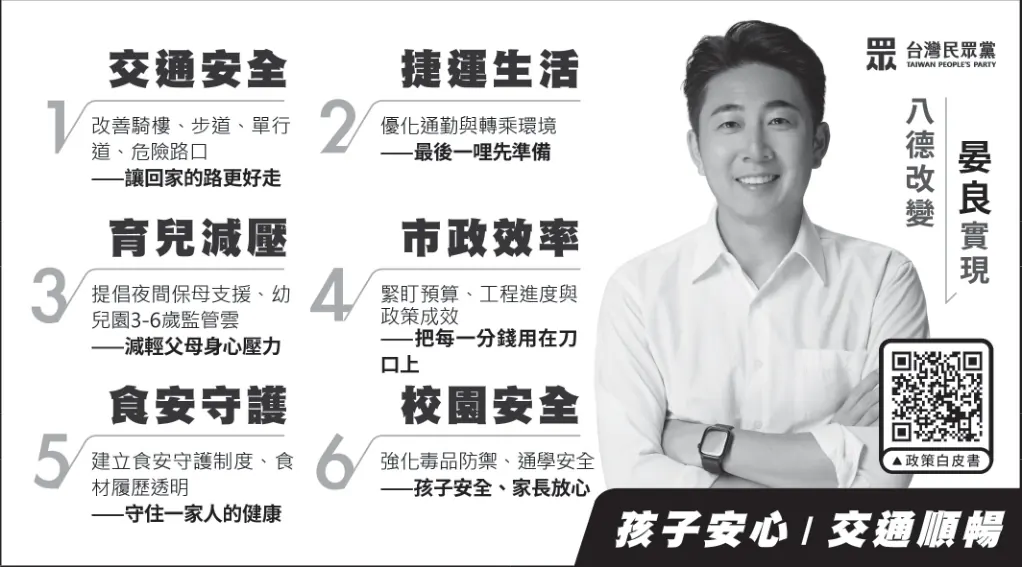 交通安全
1
改善騎樓、步道、單行
道、危險路口
——讓回家的路更好走
捷運生活
2
優化通勤與轉乘環境
——最後一哩先準備
育兒減壓
3
提倡夜間保母支援、幼
兒園3-6歲監管雲
——減輕父母身心壓力
市政效率
4
緊盯預算、工程進度與
政策成效
——把每一分錢用在刀
口上
食安守護
5
建立食安守護制度、食
材履歷透明
——守住一家人的健康
校園安全
6
強化毒品防禦、通學安全
——孩子安全、家長放心
眾
台灣民眾黨
TAIWAN PEOPLE'S PARTY
八德改變
晏良實現
▲政策白皮書
孩子安心/交通順暢